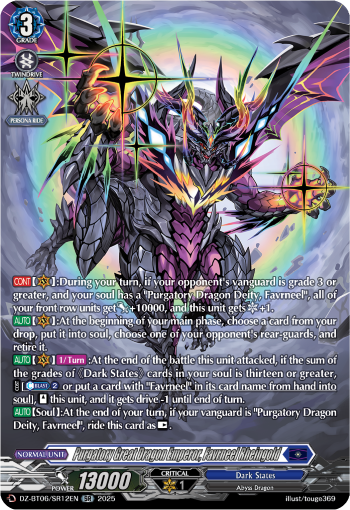 3
GRADE
TWINDRIVE
PERSONA RIDE
CONT【】:During your turn, if your opponent's vanguard is grade 3 or
greater, and your soul has a "Purgatory Dragon Deity, Favrneel", all of
your front row units get +10000, and this unit gets +1.
AUTO【】:At the beginning of your main phase, choose a card from your
drop, put it into soul, choose one of your opponent's rear-guards, and
retire it.
AUTO【】1/Turn:At the end of the battle this unit attacked, if the sum of
the grades of ‹Dark States› cards in your soul is thirteen or greater,
-BLAST 2 or put a card with "Favrneel" in its card name from hand into
soul], this unit, and it gets drive -1 until end of turn.
AUTO【Soul】:At the end of your turn, if your vanguard is "Purgatory Dragon
Deity, Favrneel", ride this card as .
NORMAL UNIT
Purgatory Great Dragon Emperor, Favrneel Rheingold
POWER 13000
CRITICAL
1
Dark States
Abyss Dragon
D DZ-BT06/SR12EN SR 2025
illust/touge369